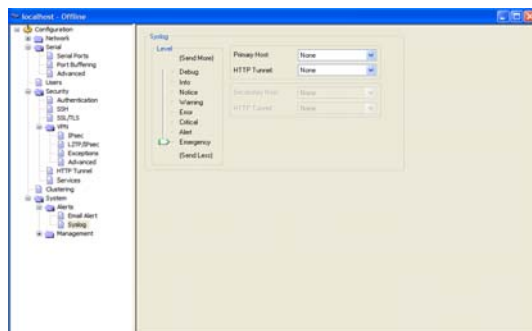 localhost - Offline
Configuration
Network
Serial
Serial Ports
Port Buffering
Advanced
Users
Security
Authentication
SSH
SSL/TLS
VPN
IPsec
L2TP/IPsec
Exceptions
Advanced
HTTP Tunnel
Services
Clustering
System
Alerts
Email Alert
Syslog
Management
Syslog
Level
(Send More)
Debug
Info
Notice
Warning
Error
Critical
Alert
Emergency
(Send Less)
Primary Host: None
HTTP Tunnel: None
Secondary Host: None
HTTP Tunnel: None